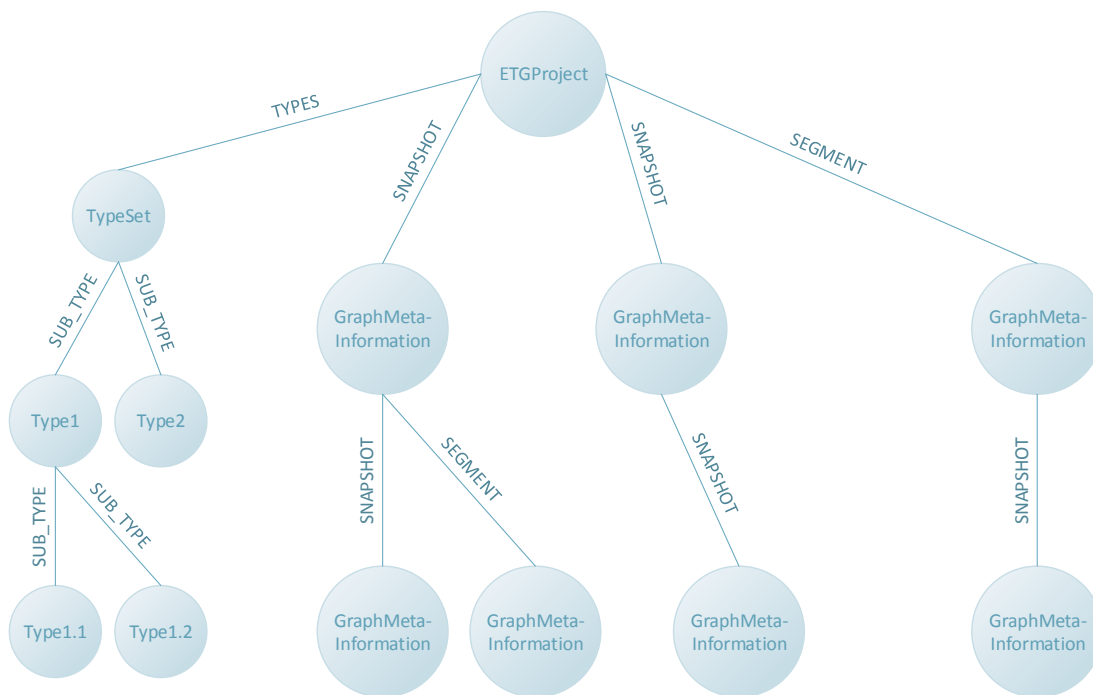 ETGProject
TYPES
SNAPSHOT
SNAPSHOT
SEGMENT
TypeSet
SUB_TYPE
SUB_TYPE
GraphMeta-
Information
GraphMeta-
Information
GraphMeta-
Information
Type1
Type2
SUB_TYPE
SUB_TYPE
SNAPSHOT
SEGMENT
SNAPSHOT
SNAPSHOT
Type1.1
Type1.2
GraphMeta-
Information
GraphMeta-
Information
GraphMeta-
Information
GraphMeta-
Information